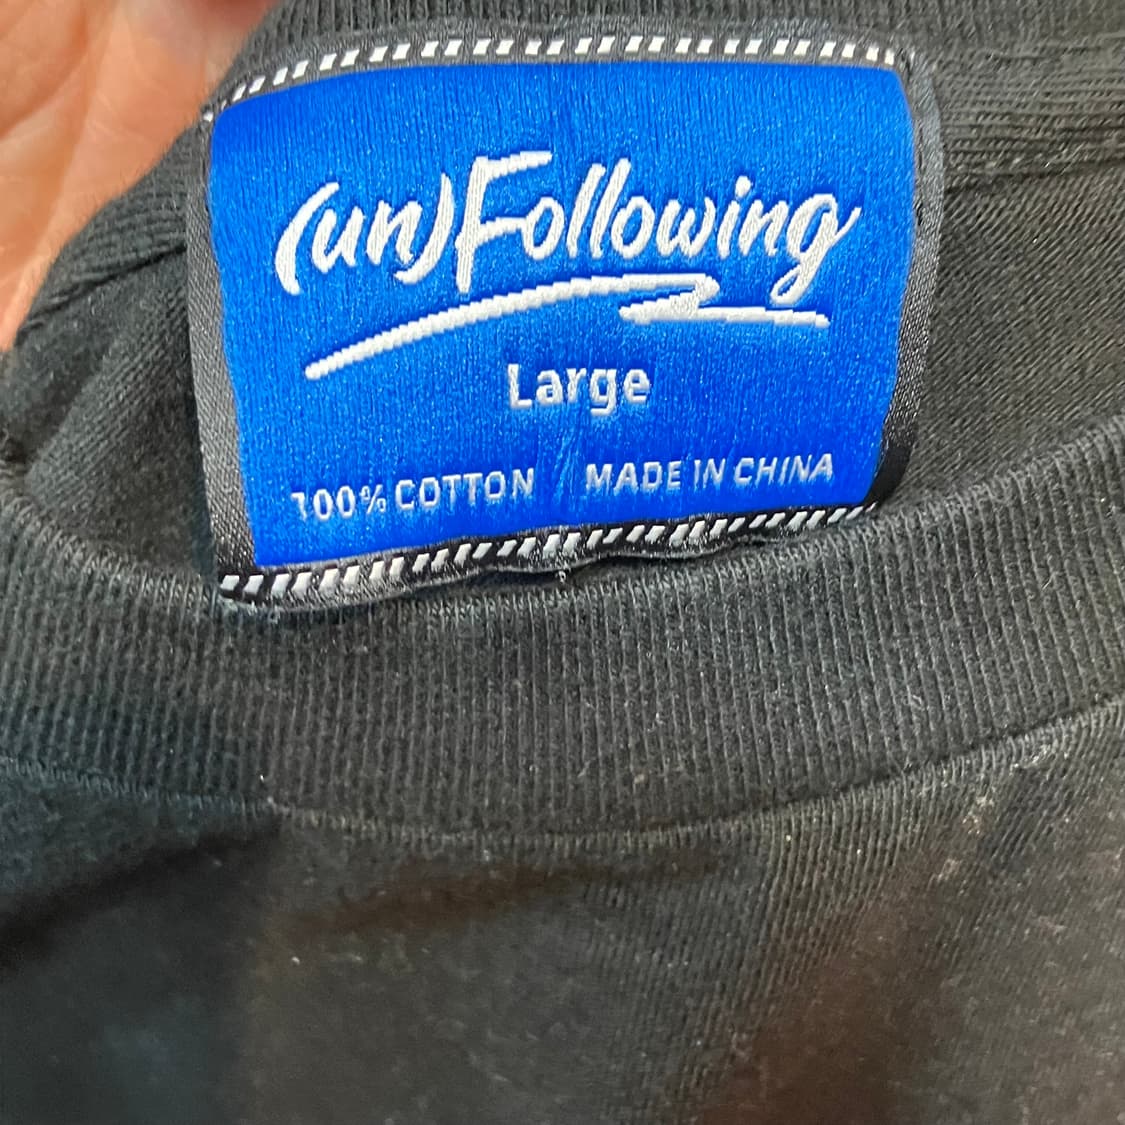 (un)Following
Large
100% COTTON MADE IN CHINA